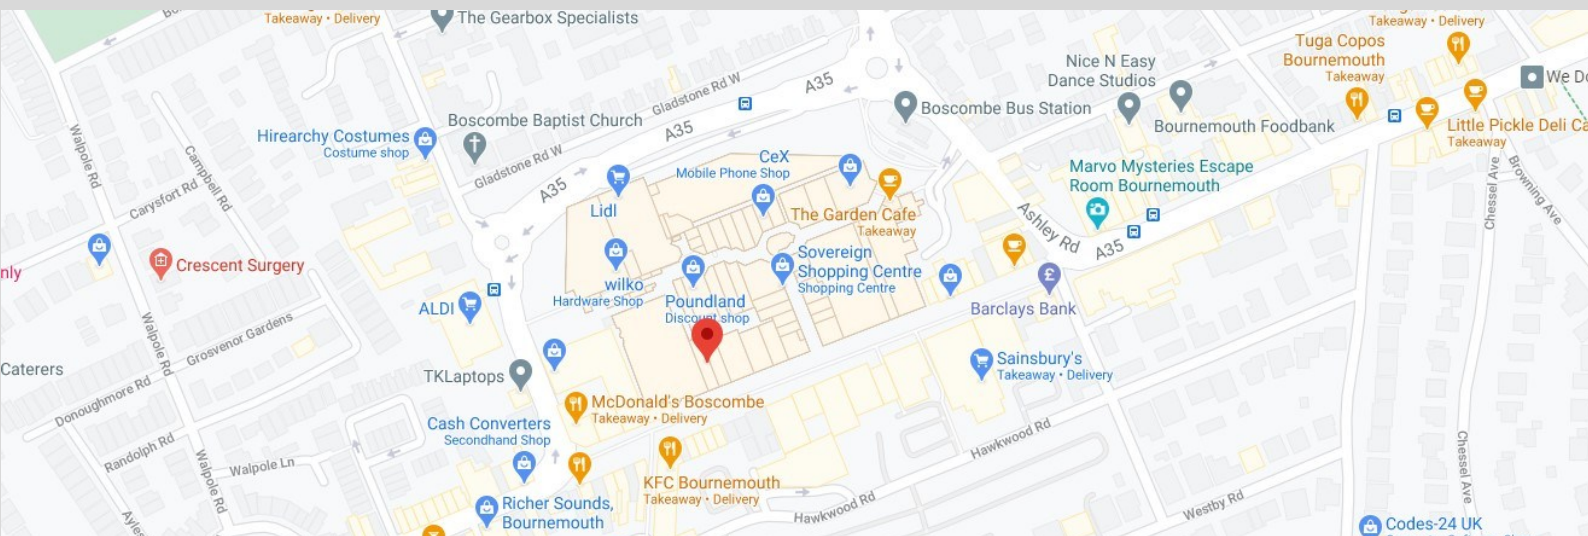 Takeaway • Delivery
The Gearbox Specialists
Takeaway • Delivery
Tuga Copos
Bournemouth
Takeaway
Nice N Easy
Dance Studios
We Do
A35
Gladstone Rd W
Boscombe Bus Station
Bournemouth Foodbank
Little Pickle Deli Ca
Takeaway
Boscombe Baptist Church
A35
Hirearchy Costumes
Costume shop
Walpole Rd
Campbell Rd
Carysfort Rd
Gladstone Rd W
A35
CeX
Mobile Phone Shop
Marvo Mysteries Escape
Room Bournemouth
Chessel Ave
Browning Ave
Lidl
The Garden Cafe
Takeaway
Ashley Rd
A35
nly
Crescent Surgery
Sovereign
Shopping Centre
Shopping Centre
wilko
Hardware Shop
Poundland
Discount shop
ALDI
£
Barclays Bank
Walpole Rd
Grosvenor Gardens
Caterers
TKLaptops
Sainsbury's
Takeaway • Delivery
Donoughmore Rd
McDonald's Boscombe
Takeaway • Delivery
Cash Converters
Secondhand Shop
Randolph Rd
Walpole Ln
Walpole Rd
Hawkwood Rd
Chessel Ave
KFC Bournemouth
Takeaway • Delivery
Richer Sounds,
Bournemouth
Hawkwood Rd
Westby Rd
Codes-24 UK